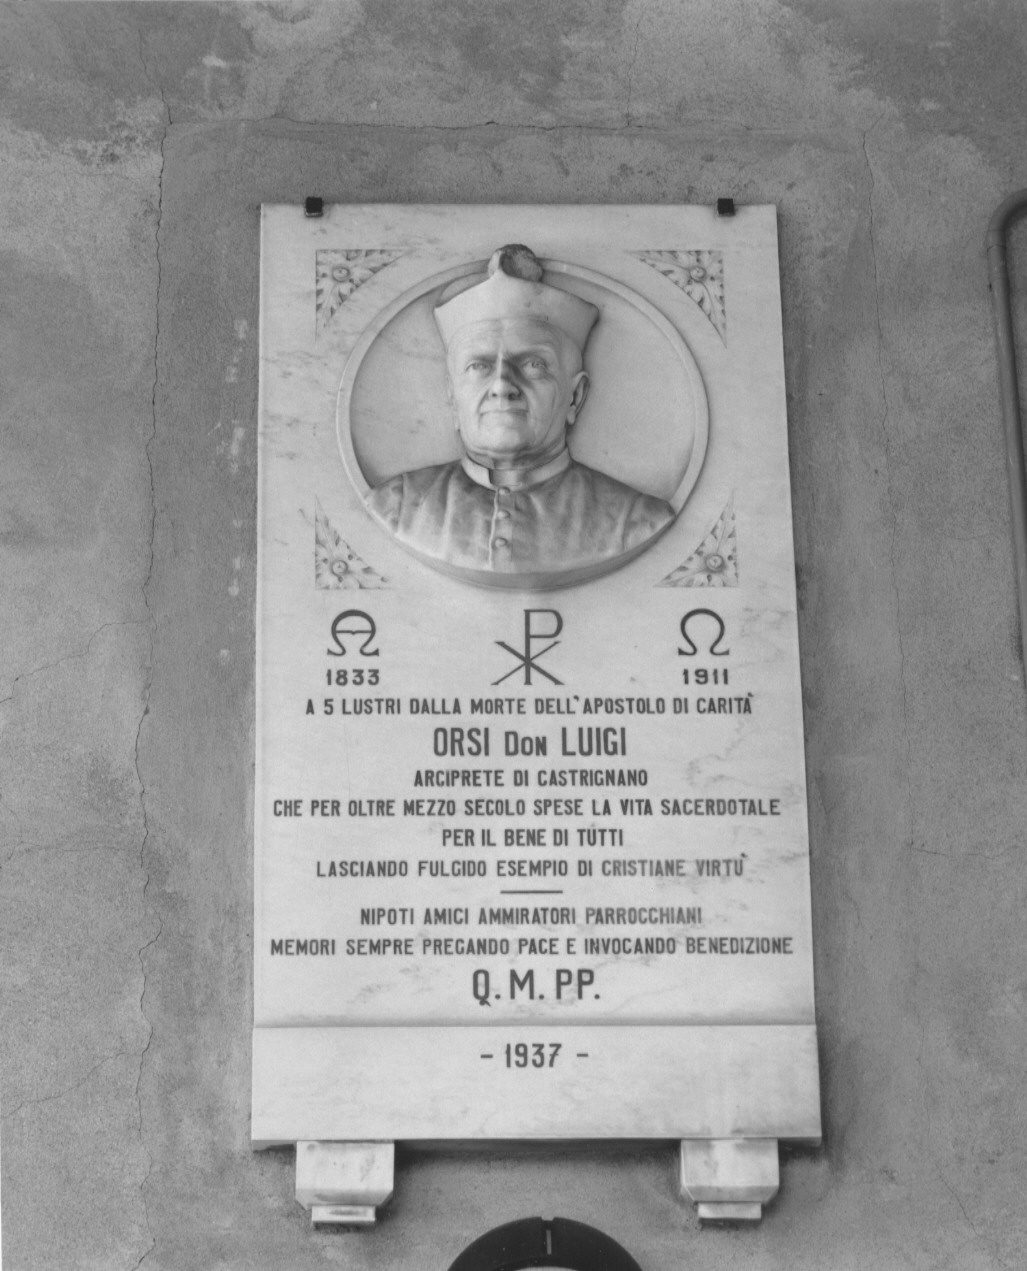 Α ☧ Ω
1833 1911
A 5 LUSTRI DALLA MORTE DELL'APOSTOLO DI CARITÀ
ORSI DON LUIGI
ARCIPRETE DI CASTRIGNANO
CHE PER OLTRE MEZZO SECOLO SPESE LA VITA SACERDOTALE
PER IL BENE DI TUTTI
LASCIANDO FULGIDO ESEMPIO DI CRISTIANE VIRTÙ
NIPOTI AMICI AMMIRATORI PARROCCHIANI
MEMORI SEMPRE PREGANDO PACE E INVOCANDO BENEDIZIONE
Q. M. PP.
- 1937 -